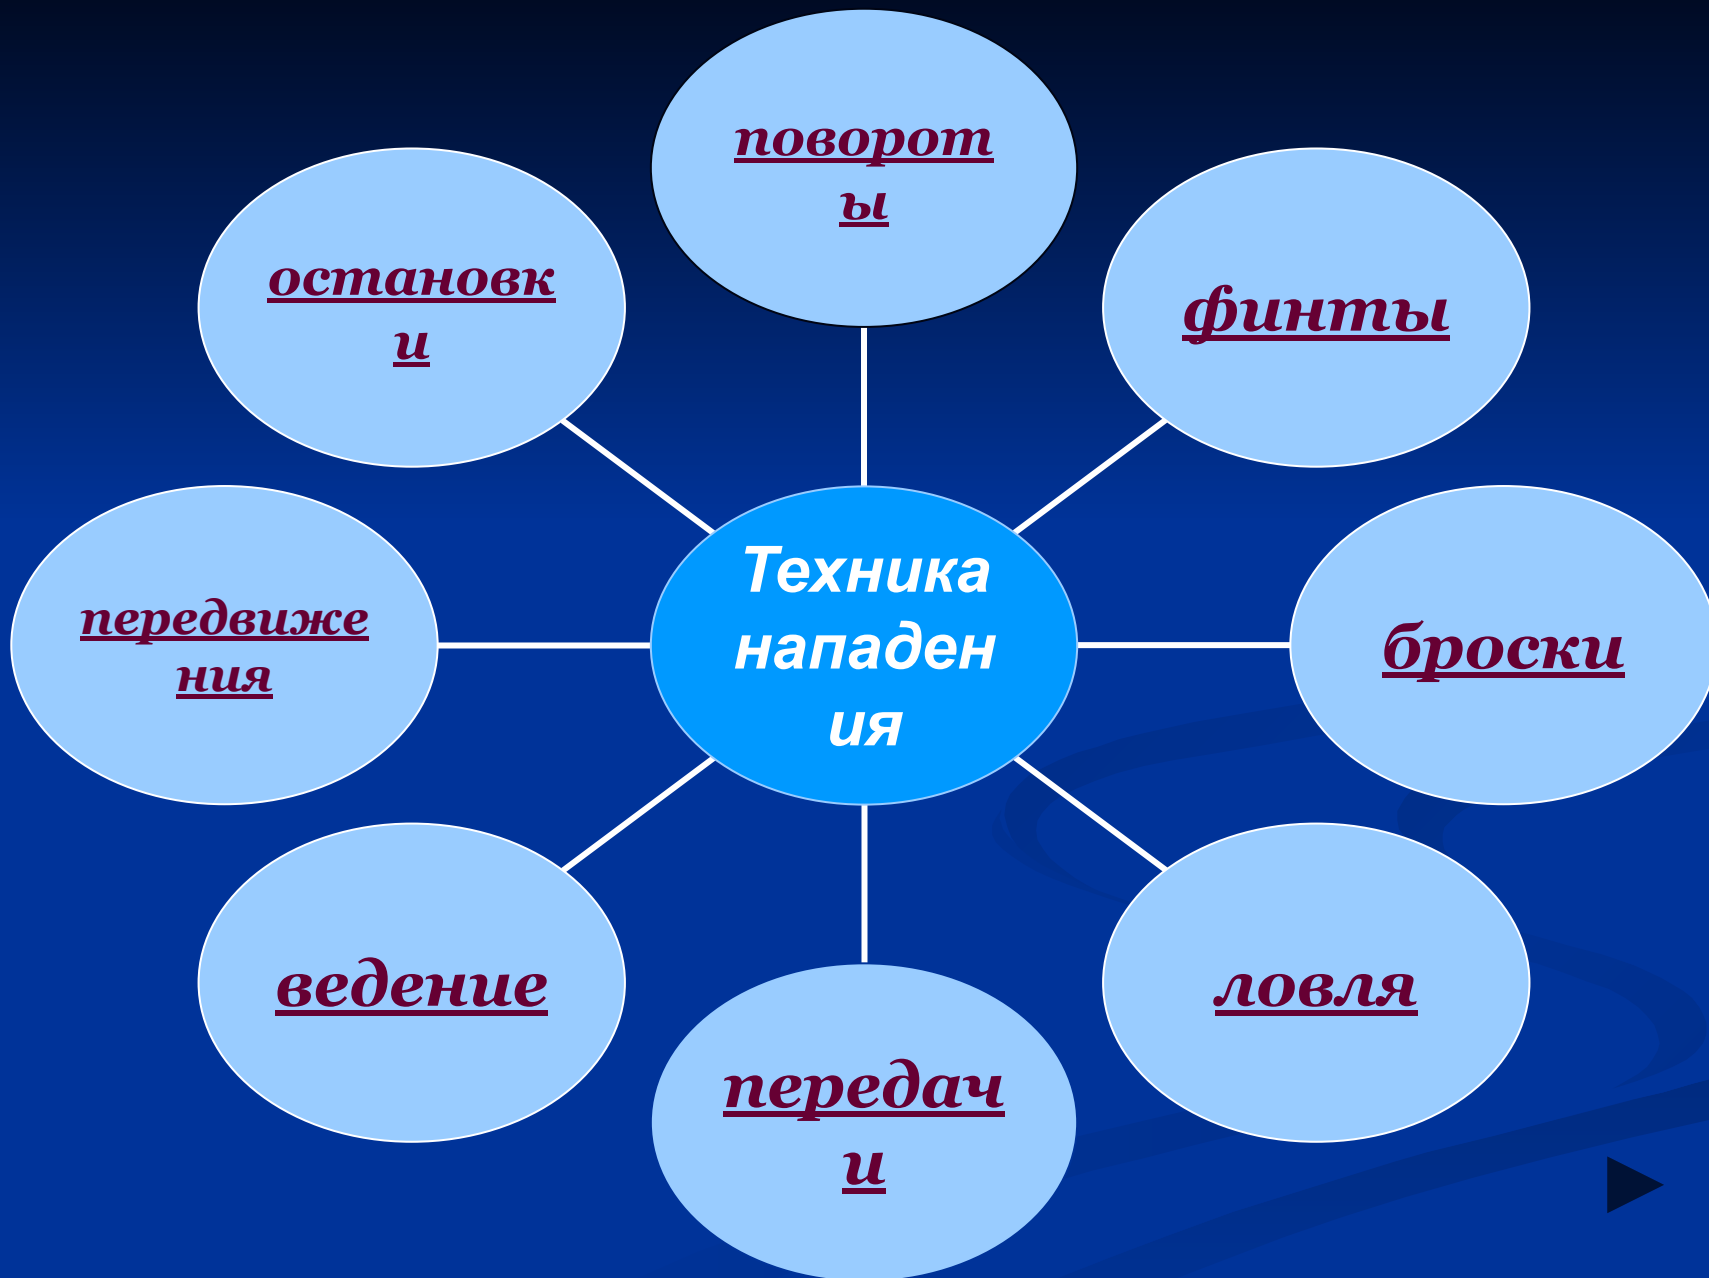 поворот
ы
остановк
и
финты
передвиже
ния
Техника
нападен
ия
броски
ведение
ловля
передач
и